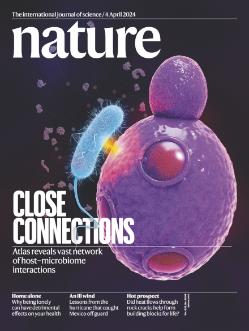 The international journal of science / 4 April 2024
nature
CLOSE
CONNECTIONS
Atlas reveals vast network
of host–microbiome
interactions
Home alone
Why being lonely
can have detrimental
effects on your health
An ill wind
Lessons from the
hurricane that caught
Mexico off guard
Hot prospect
Did heat flows through
rock cracks help form
building blocks for life?